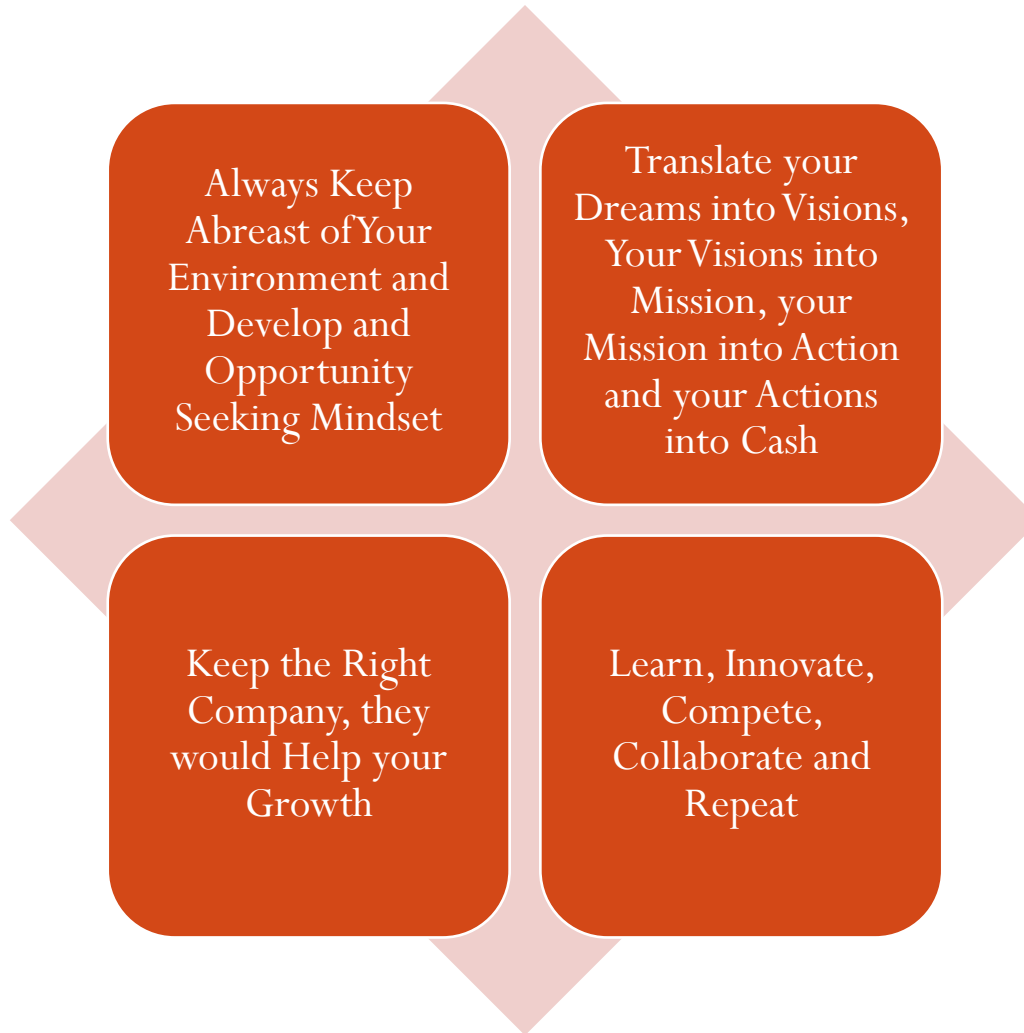 Always Keep
Abreast of Your
Environment and
Develop and
Opportunity
Seeking Mindset
Translate your
Dreams into Visions,
Your Visions into
Mission, your
Mission into Action
and your Actions
into Cash
Keep the Right
Company, they
would Help your
Growth
Learn, Innovate,
Compete,
Collaborate and
Repeat